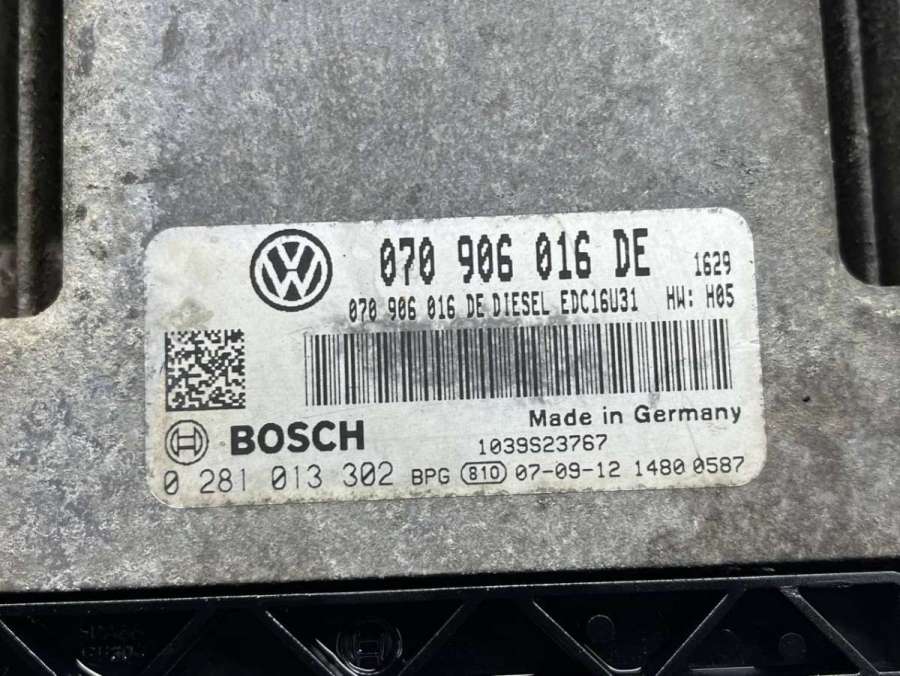 070 906 016 DE 1629
070 906 016 DE DIESEL EDC16U31 HW: H05
Made in Germany
BOSCH 1039S23767
0 281 013 302 BPG 810 07-09-12 1480 0587